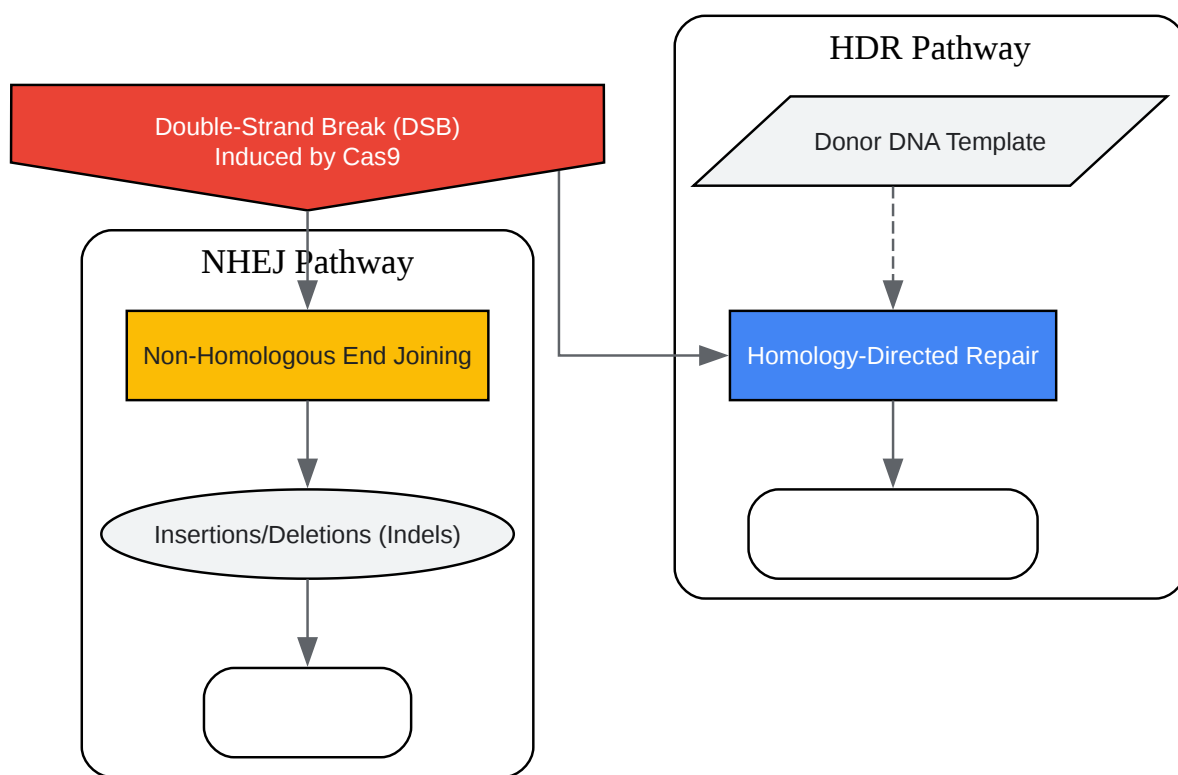 HDR Pathway
Double-Strand Break (DSB)
Induced by Cas9
Donor DNA Template
NHEJ Pathway
Non-Homologous End Joining
Homology-Directed Repair
Insertions/Deletions (Indels)